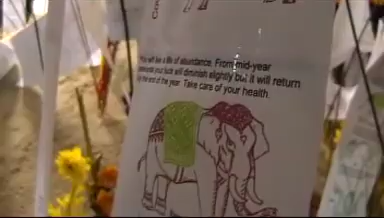 You will be a life of abundance. From mid-year
onwards your luck will diminish slightly but it will return
by the end of the year. Take care of your health.